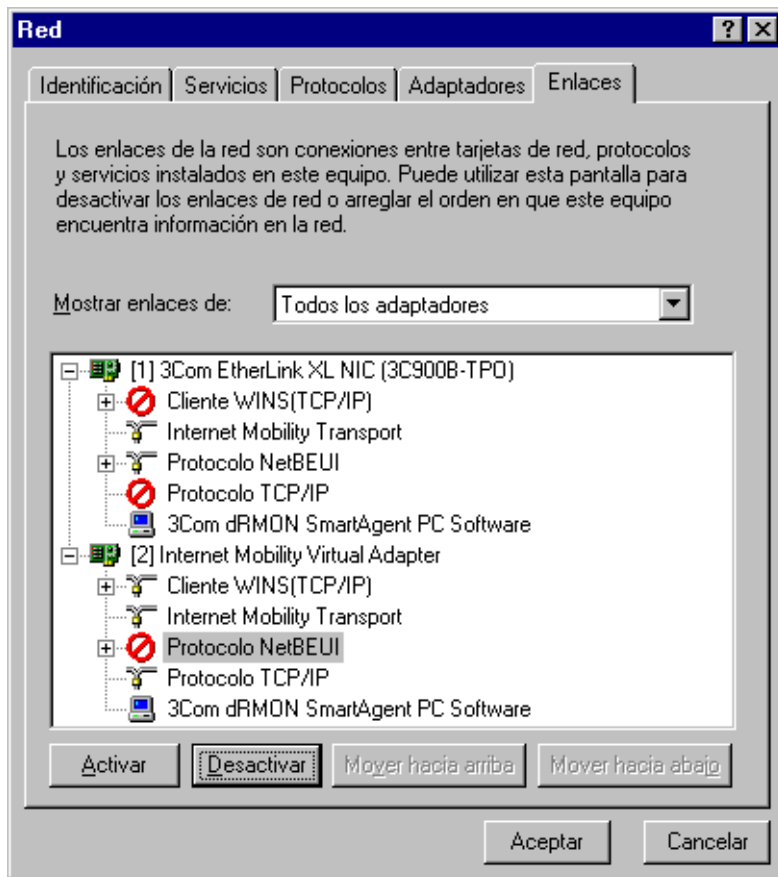 Red
Identificación Servicios Protocolos Adaptadores Enlaces
Los enlaces de la red son conexiones entre tarjetas de red, protocolos
y servicios instalados en este equipo. Puede utilizar esta pantalla para
desactivar los enlaces de red o arreglar el orden en que este equipo
encuentra información en la red.
Mostrar enlaces de: Todos los adaptadores
[1] 3Com EtherLink XL NIC (3C900B-TPO)
Cliente WINS(TCP/IP)
Internet Mobility Transport
Protocolo NetBEUI
Protocolo TCP/IP
3Com dRMON SmartAgent PC Software
[2] Internet Mobility Virtual Adapter
Cliente WINS(TCP/IP)
Internet Mobility Transport
Protocolo NetBEUI
Protocolo TCP/IP
3Com dRMON SmartAgent PC Software
Activar Desactivar Mover hacia arriba Mover hacia abajo
Aceptar Cancelar